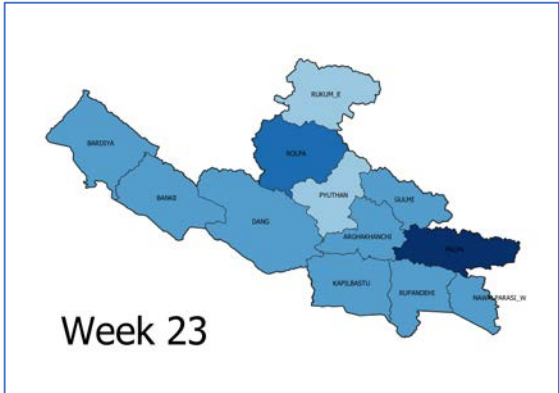 RUKUM_E
ROLPA
BARDIYA
PYUTHAN
BANKE
GULMI
DANG
ARGHAKHANCHI
PALPA
KAPILBASTU
RUPANDEHI
NAWALPARASI_W
Week 23